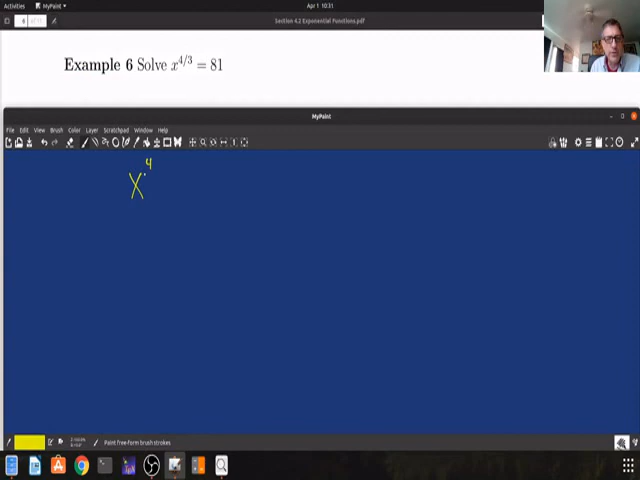 Activities MyPaint Apr 1 10:31
6 Section 4.2 Exponential Functions.pdf
Example 6 Solve x^{4/3} = 81
MyPaint
File Edit View Brush Color Layer Scratchpad Window Help
x^4
Paint free-form brush strokes